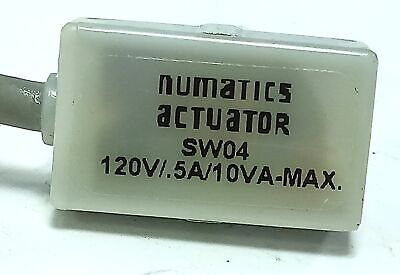 numatics
actuator
SW04
120V/.5A/10VA-MAX.